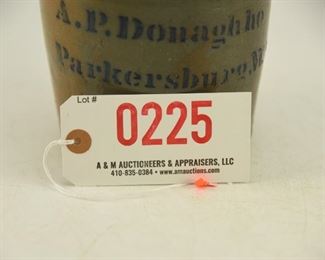 A.P. Donaghho
Parkersburg, W.
Lot #
0225
A & M AUCTIONEERS & APPRAISERS, LLC
410-835-0384 • www.amauctions.com